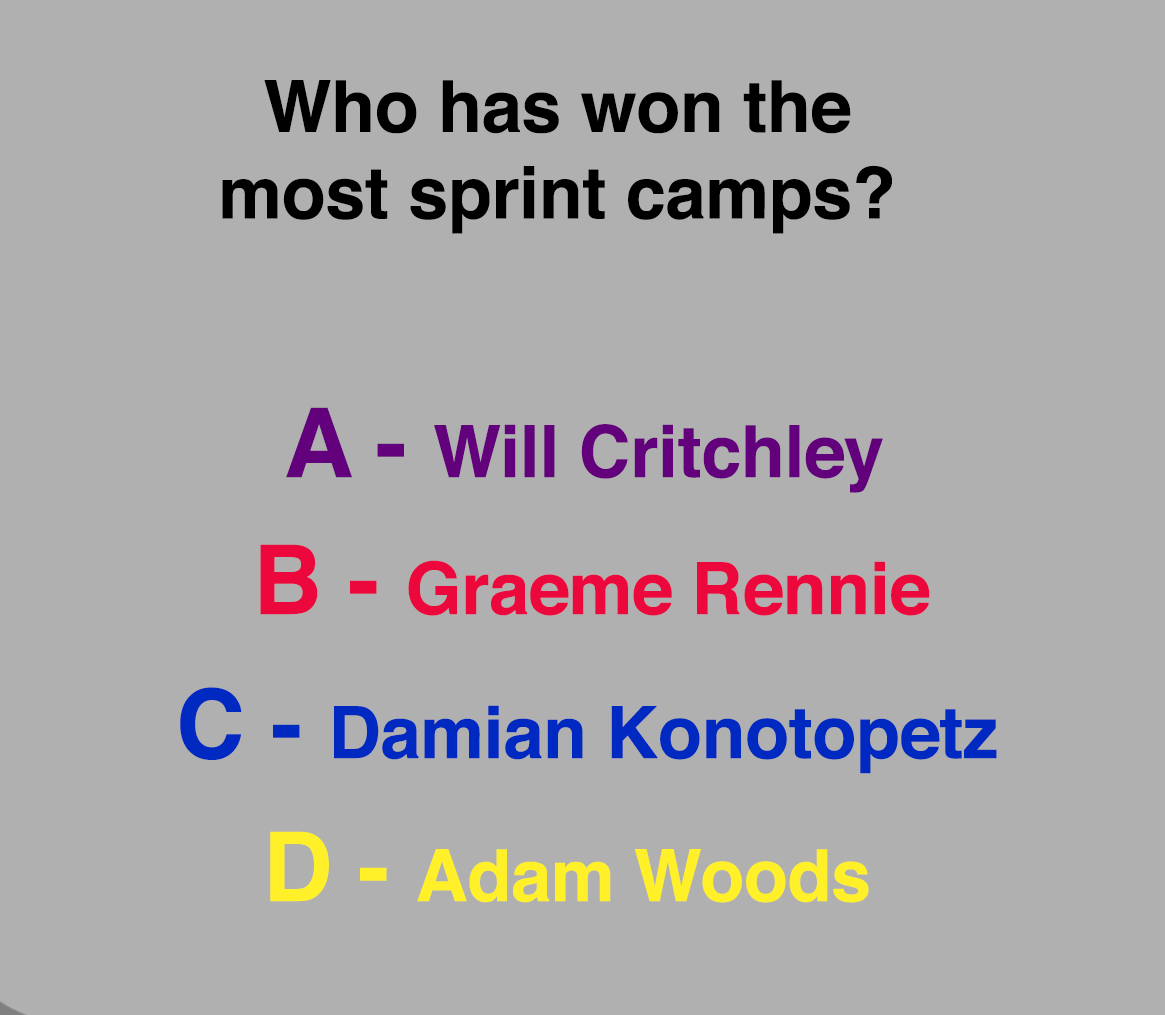 Who has won the
most sprint camps?
A - Will Critchley
B - Graeme Rennie
C - Damian Konotopetz
D - Adam Woods